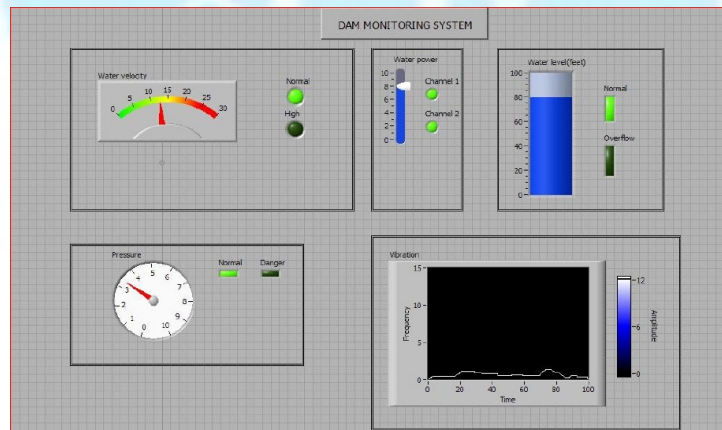 DAM MONITORING SYSTEM
Water velocity
0 5 10 15 20 25 30
Normal
High
Water power
10
8
6
4
2
0
Channel 1
Channel 2
Water level(feet)
100
80
60
40
20
0
Normal
Overflow
Pressure
0 1 2 3 4 5 6 7 8 9 10
Normal Danger
Vibration
15
10
5
0
Frequency
0 20 40 60 80 100
Time
12
6
0
Amplitude